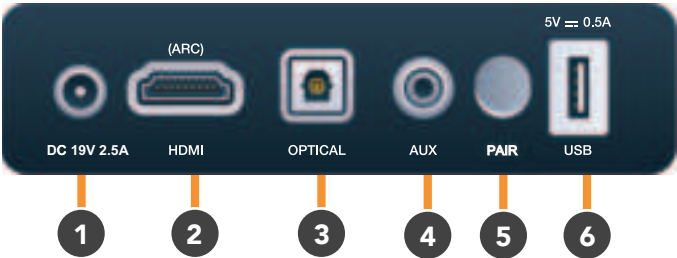 5V ⎓ 0.5A
(ARC)
DC 19V 2.5A HDMI OPTICAL AUX PAIR USB
1 2 3 4 5 6